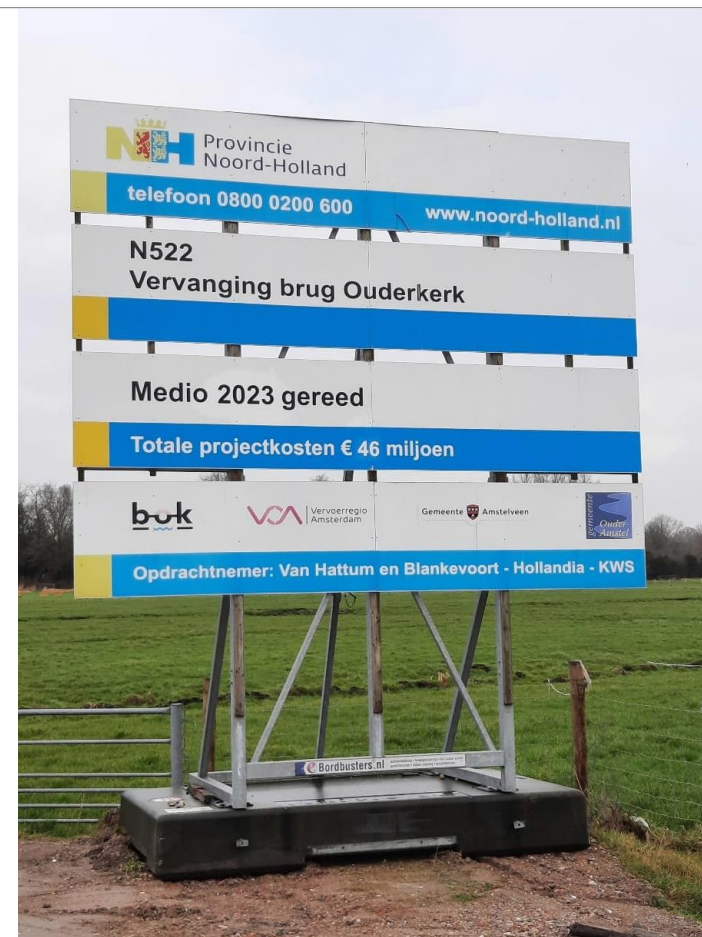 NH
Provincie
Noord-Holland
telefoon 0800 0200 600
www.noord-holland.nl
N522
Vervanging brug Ouderkerk
Medio 2023 gereed
Totale projectkosten € 46 miljoen
bok
Vervoerregio
Amsterdam
Gemeente Amstelveen
gemeente
Ouder
Amstel
Opdrachtnemer: Van Hattum en Blankevoort - Hollandia - KWS
Bordbusters.nl